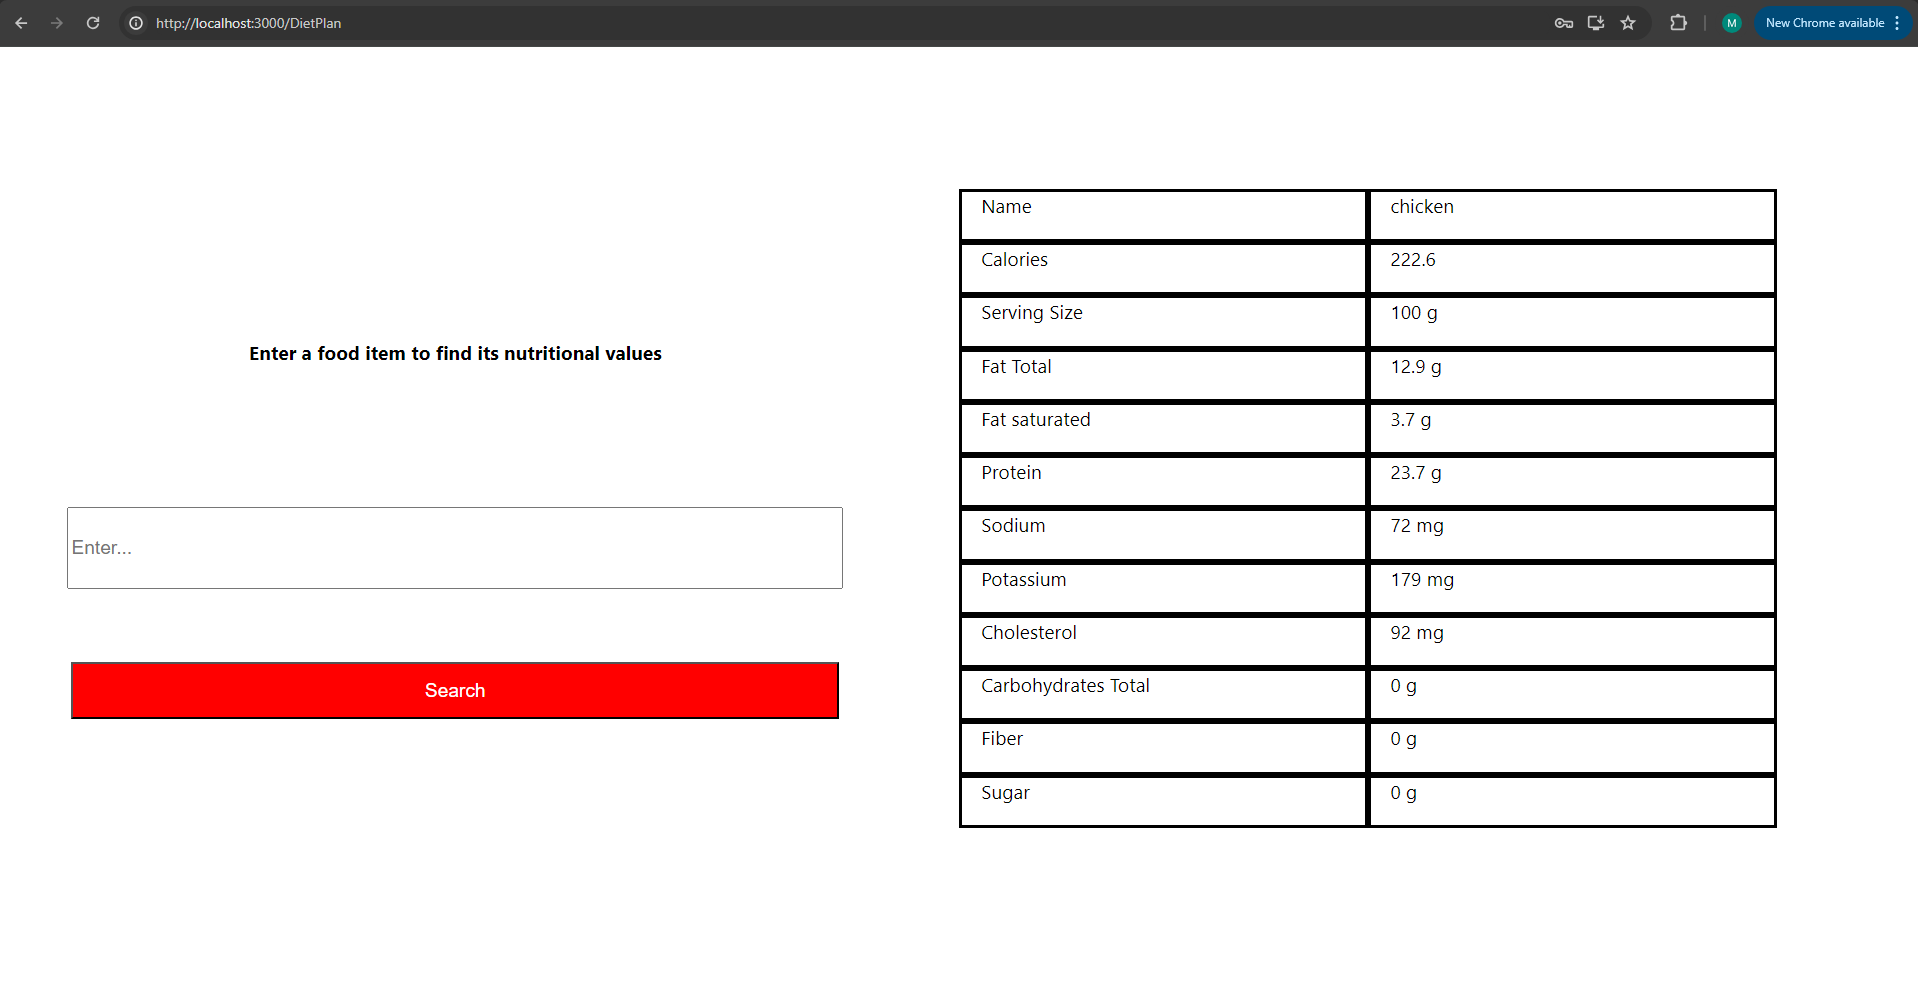 http://localhost:3000/DietPlan
M
New Chrome available
Enter a food item to find its nutritional values
Enter...
Search
Name chicken
Calories 222.6
Serving Size 100 g
Fat Total 12.9 g
Fat saturated 3.7 g
Protein 23.7 g
Sodium 72 mg
Potassium 179 mg
Cholesterol 92 mg
Carbohydrates Total 0 g
Fiber 0 g
Sugar 0 g